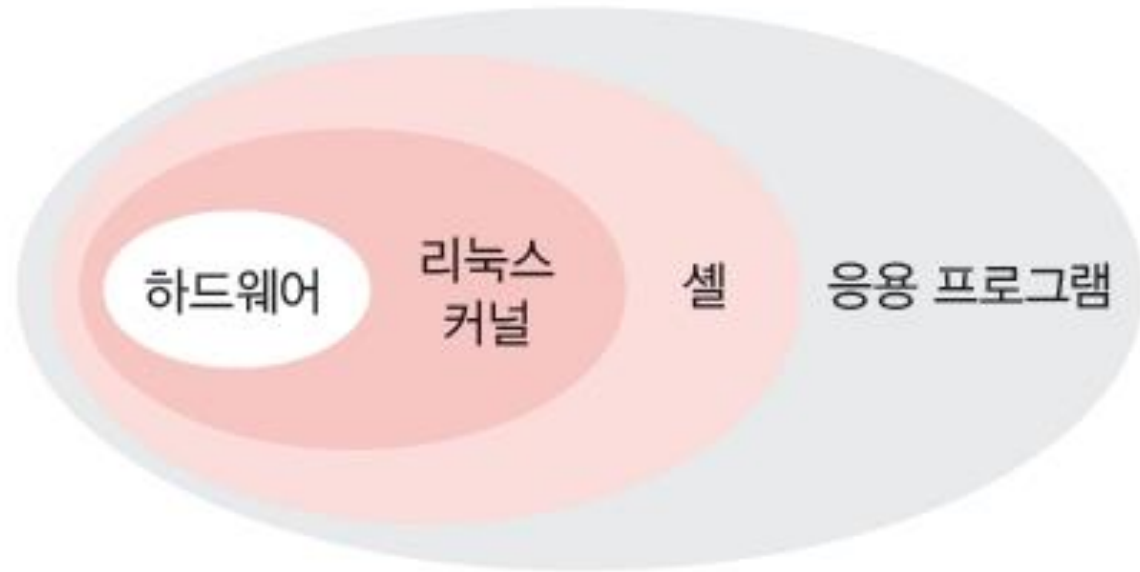 하드웨어
리눅스
커널
셸
응용 프로그램